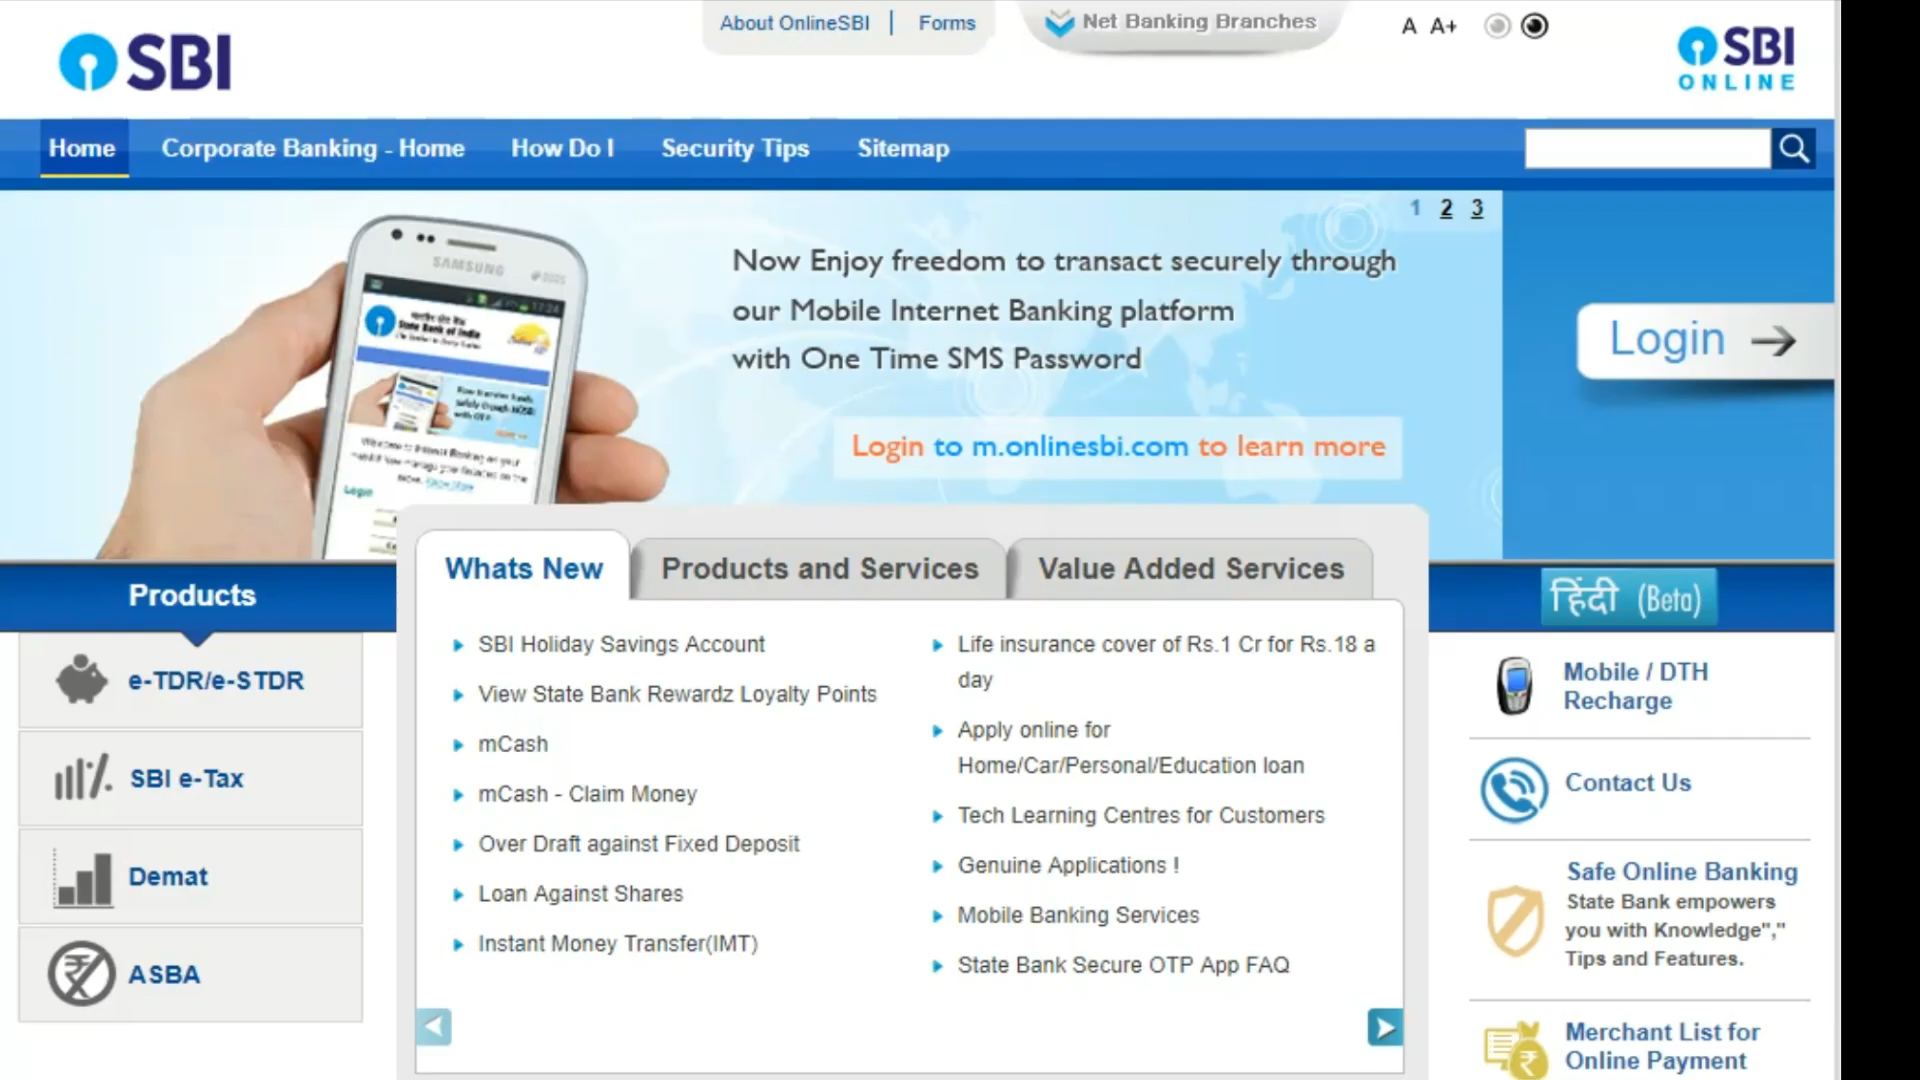 SBI
About OnlineSBI | Forms
Net Banking Branches
A A+
SBI
ONLINE
Home
Corporate Banking - Home
How Do I
Security Tips
Sitemap
1 2 3
SAMSUNG
State Bank of India
Now Enjoy freedom to transact securely through
our Mobile Internet Banking platform
with One Time SMS Password
Login to m.onlinesbi.com to learn more
Login
Login
Products
e-TDR/e-STDR
SBI e-Tax
Demat
ASBA
Whats New
Products and Services
Value Added Services
SBI Holiday Savings Account
View State Bank Rewardz Loyalty Points
mCash
mCash - Claim Money
Over Draft against Fixed Deposit
Loan Against Shares
Instant Money Transfer(IMT)
Life insurance cover of Rs.1 Cr for Rs.18 a
day
Apply online for
Home/Car/Personal/Education loan
Tech Learning Centres for Customers
Genuine Applications !
Mobile Banking Services
State Bank Secure OTP App FAQ
हिंदी (Beta)
Mobile / DTH
Recharge
Contact Us
Safe Online Banking
State Bank empowers
you with Knowledge","
Tips and Features.
Merchant List for
Online Payment